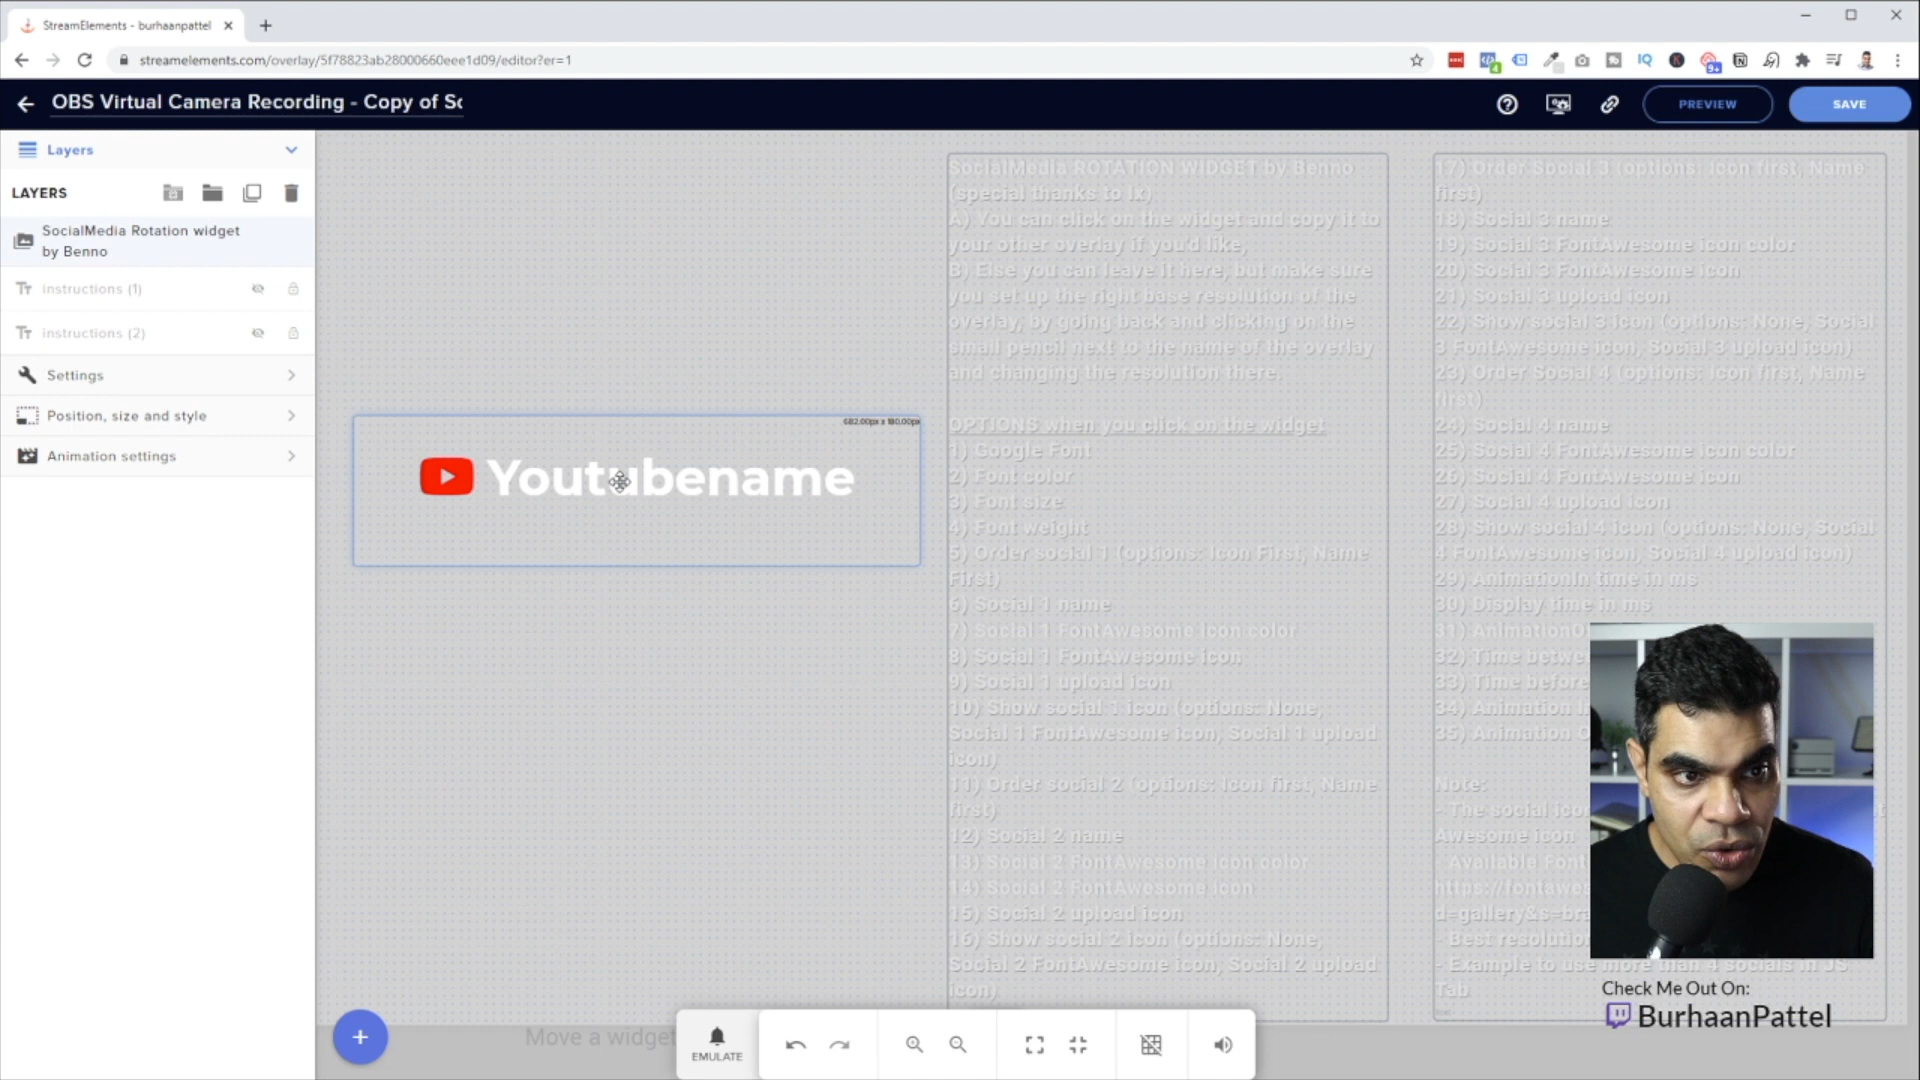 StreamElements - burhaanpattel
streamelements.com/overlay/5f78823ab28000660eee1d09/editor?er=1
OBS Virtual Camera Recording - Copy of Sc
PREVIEW
SAVE
Layers
LAYERS
SocialMedia Rotation widget
by Benno
instructions (1)
instructions (2)
Settings
Position, size and style
Animation settings
682.00px x 180.00px
Youtubename
SocialMedia ROTATION WIDGET by Benno
(special thanks to lx)
A) You can click on the widget and copy it to
your other overlay if you'd like,
B) Else you can leave it here, but make sure
you set up the right base resolution of the
overlay, by going back and clicking on the
small pencil next to the name of the overlay
and changing the resolution there.
OPTIONS when you click on the widget
1) Google Font
2) Font color
3) Font size
4) Font weight
5) Order social 1 (options: Icon First, Name
First)
6) Social 1 name
7) Social 1 FontAwesome icon color
8) Social 1 FontAwesome icon
9) Social 1 upload icon
10) Show social 1 icon (options: None,
Social 1 FontAwesome icon, Social 1 upload
icon)
11) Order social 2 (options: Icon first, Name
first)
12) Social 2 name
13) Social 2 FontAwesome icon color
14) Social 2 FontAwesome icon
15) Social 2 upload icon
16) Show social 2 icon (options: None,
Social 2 FontAwesome icon, Social 2 upload
icon)
17) Order Social 3 (options: Icon first, Name
first)
18) Social 3 name
19) Social 3 FontAwesome icon color
20) Social 3 FontAwesome icon
21) Social 3 upload icon
22) Show social 3 icon (options: None, Social
3 FontAwesome icon, Social 3 upload icon)
23) Order Social 4 (options: Icon first, Name
first)
24) Social 4 name
25) Social 4 FontAwesome icon color
26) Social 4 FontAwesome icon
27) Social 4 upload icon
28) Show social 4 icon (options: None, Social
4 FontAwesome icon, Social 4 upload icon)
29) AnimationIn time in ms
30) Display time in ms
31) AnimationO
32) Time betwe
33) Time before
34) Animation I
35) Animation O
Note:
- The social ico
Awesome icon
- Available Font
https://fontawes
d=gallery&s=bra
- Best resolution
- Example to use more than 4 socials in JS
Tab
Check Me Out On:
BurhaanPattel
Move a widget
EMULATE